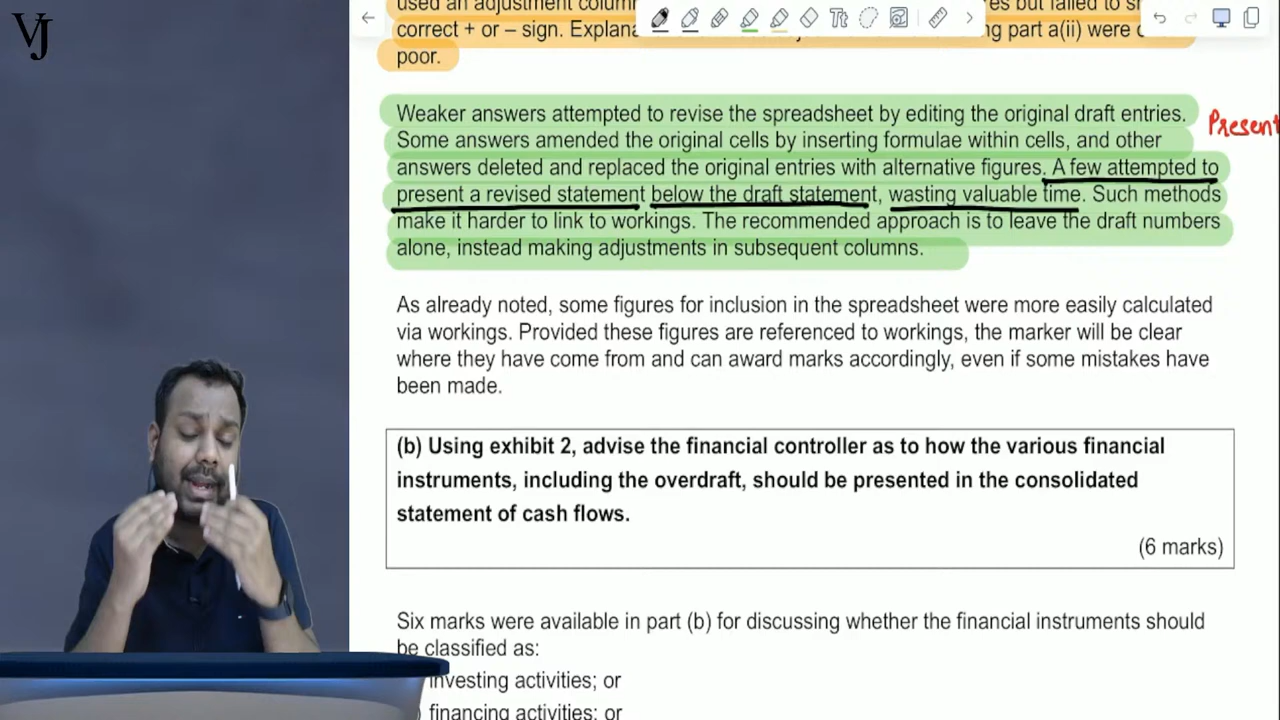 VJ
used an adjustment colum
es but failed to s
correct + or – sign. Explana
ng part a(ii) were
poor.
Weaker answers attempted to revise the spreadsheet by editing the original draft entries.
Some answers amended the original cells by inserting formulae within cells, and other
answers deleted and replaced the original entries with alternative figures. A few attempted to
present a revised statement below the draft statement, wasting valuable time. Such methods
make it harder to link to workings. The recommended approach is to leave the draft numbers
alone, instead making adjustments in subsequent columns.
Present
As already noted, some figures for inclusion in the spreadsheet were more easily calculated
via workings. Provided these figures are referenced to workings, the marker will be clear
where they have come from and can award marks accordingly, even if some mistakes have
been made.
(b) Using exhibit 2, advise the financial controller as to how the various financial
instruments, including the overdraft, should be presented in the consolidated
statement of cash flows.
(6 marks)
Six marks were available in part (b) for discussing whether the financial instruments should
be classified as:
investing activities; or
) financing activities; or